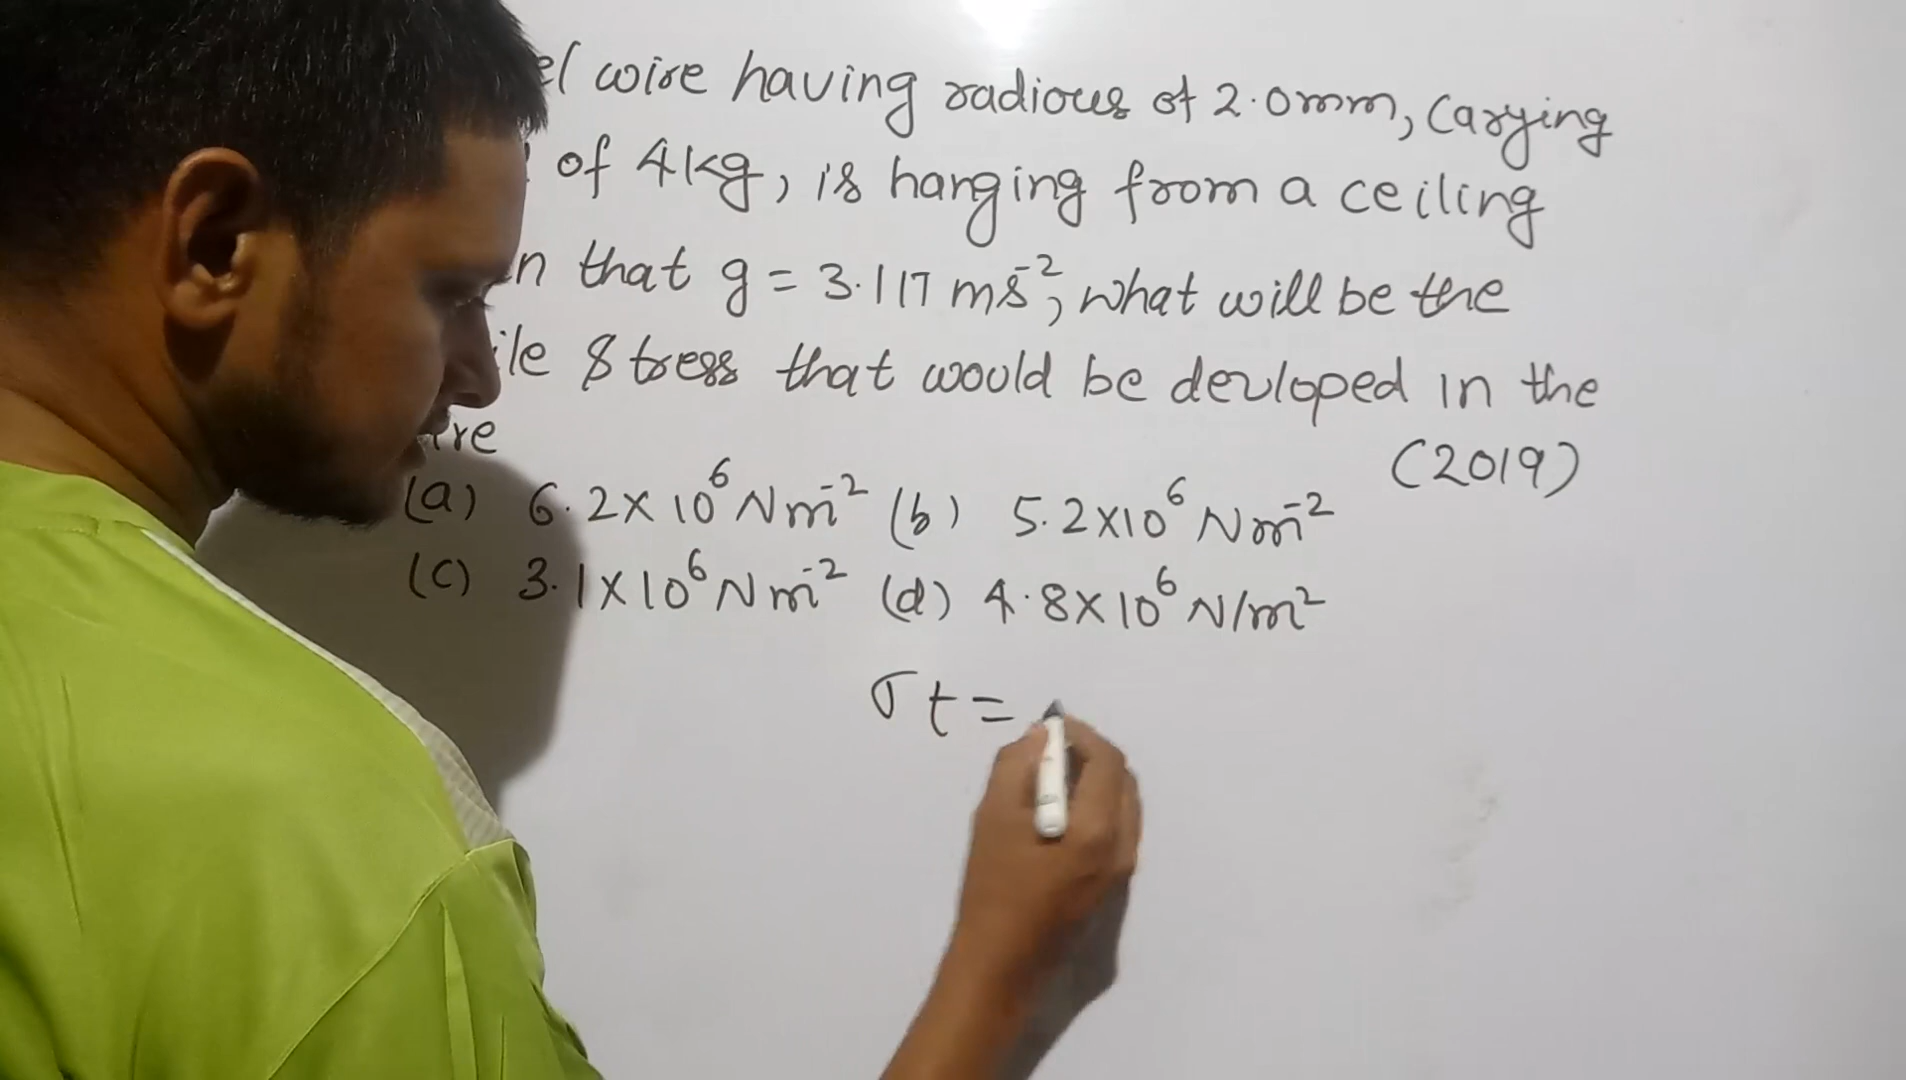 el wire having radious of 2.0mm, Carying
of 4kg, is hanging from a ceiling
n that g = 3.117 ms⁻², what will be the
ile Stress that would be devloped in the
ire
(2019)
(a) 6.2×10⁶ Nm⁻² (b) 5.2×10⁶ Nm⁻²
(c) 3.1×10⁶ Nm⁻² (d) 4.8×10⁶ N/m²
σt =